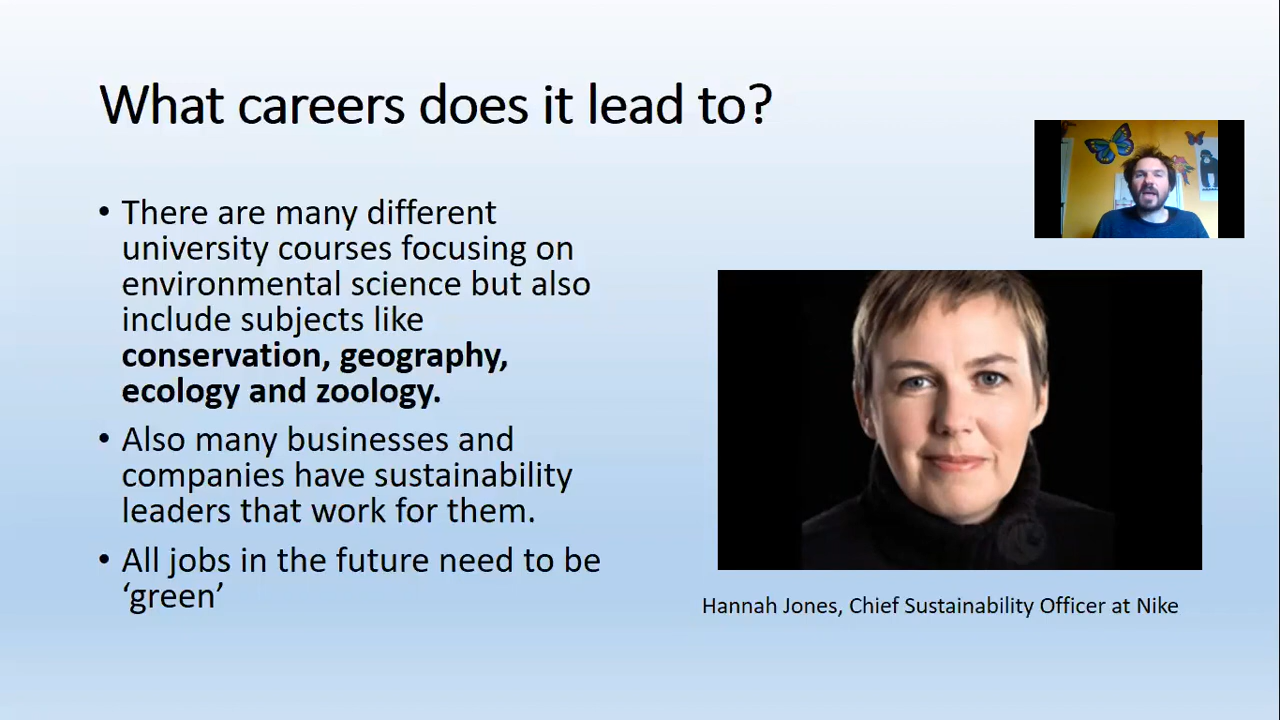 What careers does it lead to?
• There are many different
university courses focusing on
environmental science but also
include subjects like
conservation, geography,
ecology and zoology.
• Also many businesses and
companies have sustainability
leaders that work for them.
• All jobs in the future need to be
‘green’
Hannah Jones, Chief Sustainability Officer at Nike